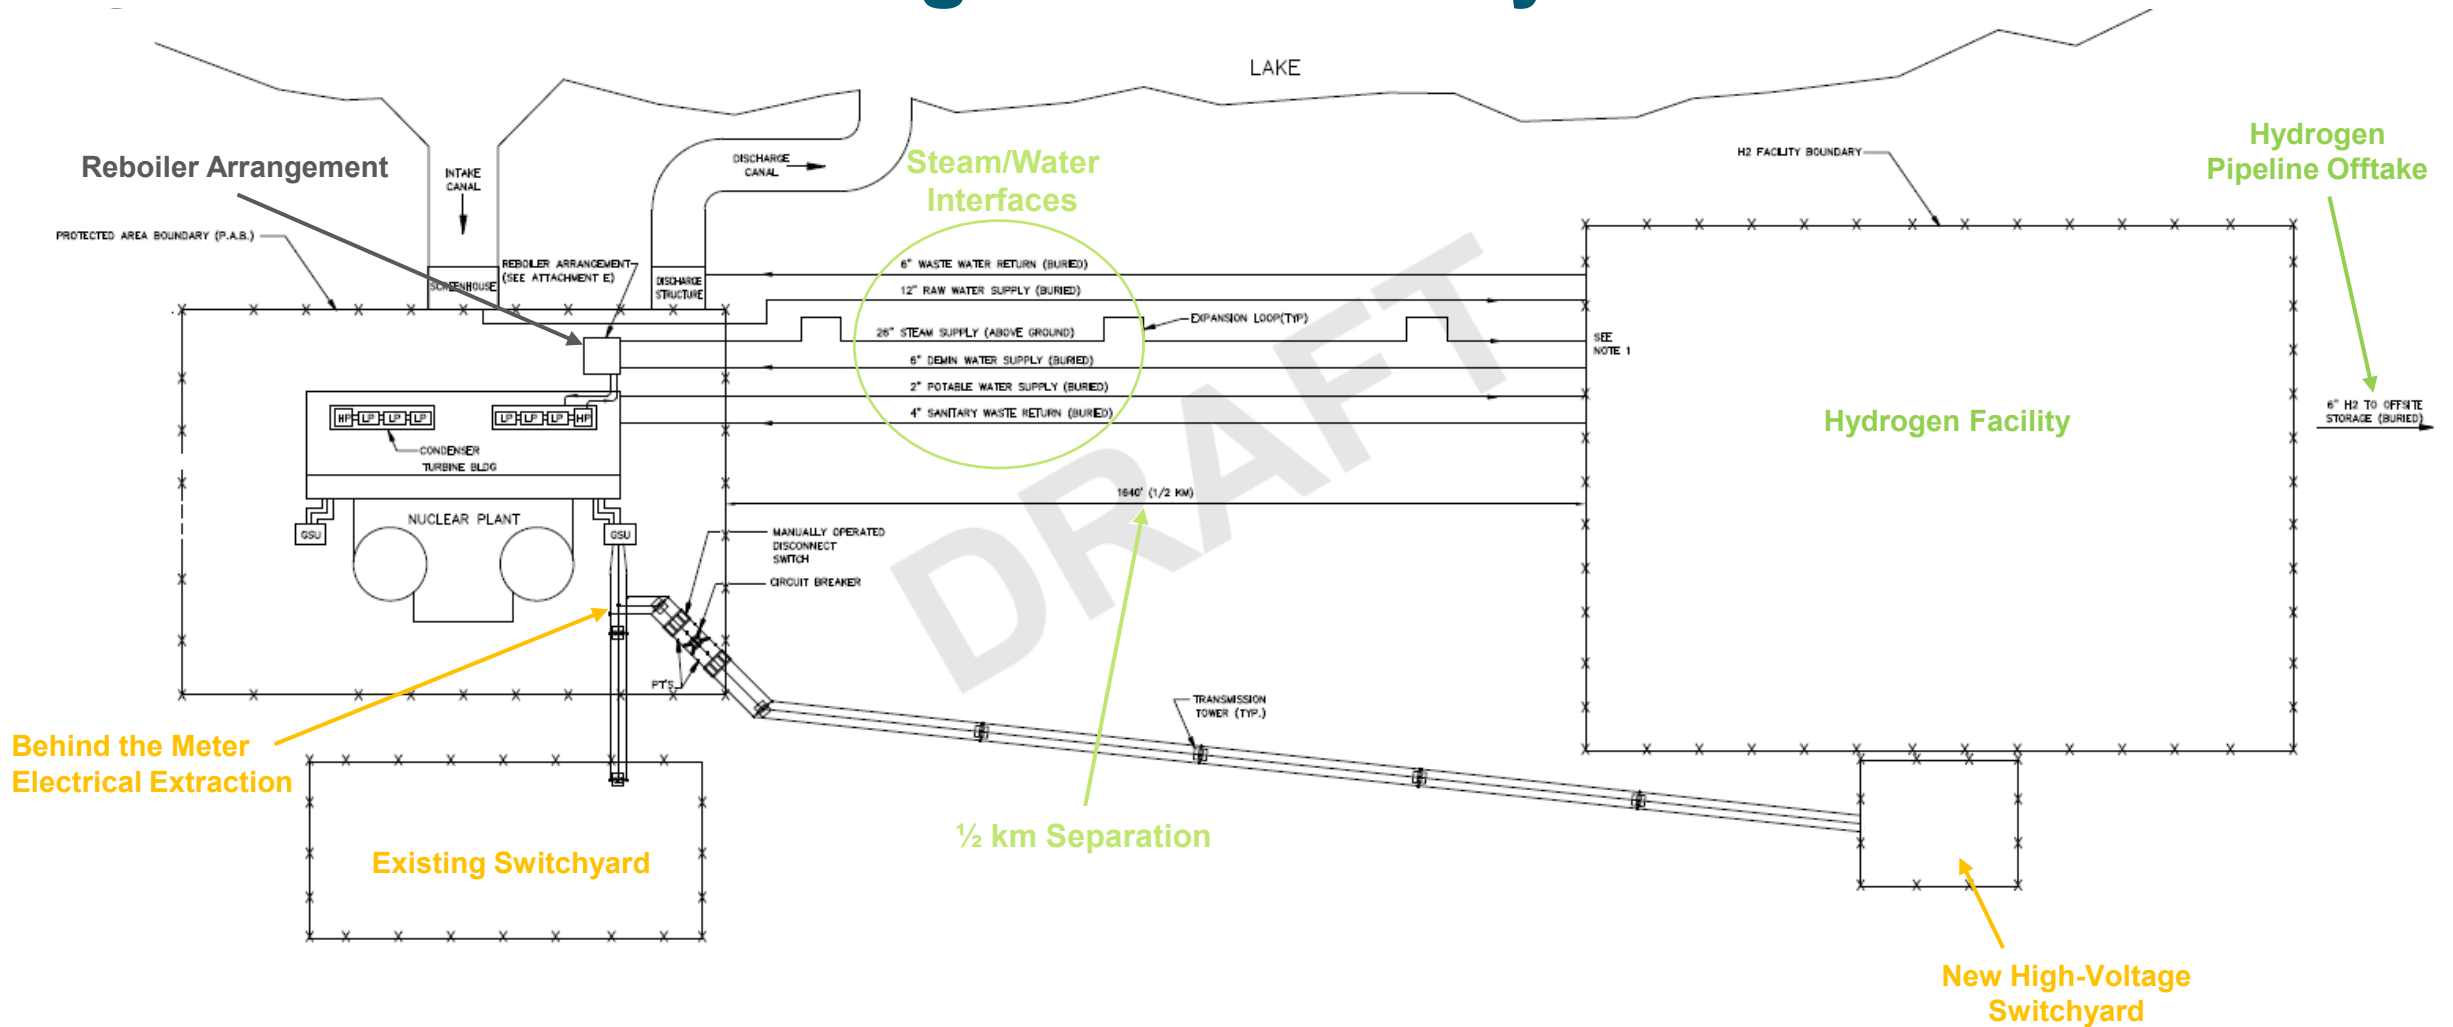 LAKE
Hydrogen
Pipeline Offtake
H2 FACILITY BOUNDARY
Reboiler Arrangement
INTAKE
CANAL
DISCHARGE
CANAL
Steam/Water
Interfaces
PROTECTED AREA BOUNDARY (P.A.B.)
REBOILER ARRANGEMENT
(SEE ATTACHMENT E)
SCREENHOUSE
DISCHARGE
STRUCTURE
6" WASTE WATER RETURN (BURIED)
12" RAW WATER SUPPLY (BURIED)
EXPANSION LOOP(TYP)
26" STEAM SUPPLY (ABOVE GROUND)
SEE
NOTE 1
6" DEMIN WATER SUPPLY (BURIED)
2" POTABLE WATER SUPPLY (BURIED)
4" SANITARY WASTE RETURN (BURIED)
HP LP LP LP
LP LP LP HP
CONDENSER
TURBINE BLDG
Hydrogen Facility
6" H2 TO OFFSITE
STORAGE (BURIED)
1640' (1/2 KM)
DRAFT
NUCLEAR PLANT
GSU
GSU
MANUALLY OPERATED
DISCONNECT
SWITCH
CIRCUIT BREAKER
PT'S
TRANSMISSION
TOWER (TYP.)
Behind the Meter
Electrical Extraction
½ km Separation
Existing Switchyard
New High-Voltage
Switchyard